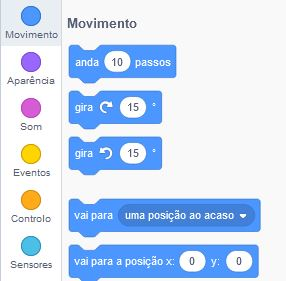 Movimento
Aparência
Som
Eventos
Controlo
Sensores
Movimento
anda 10 passos
gira 15 °
gira 15 °
vai para uma posição ao acaso
vai para a posição x: 0 y: 0